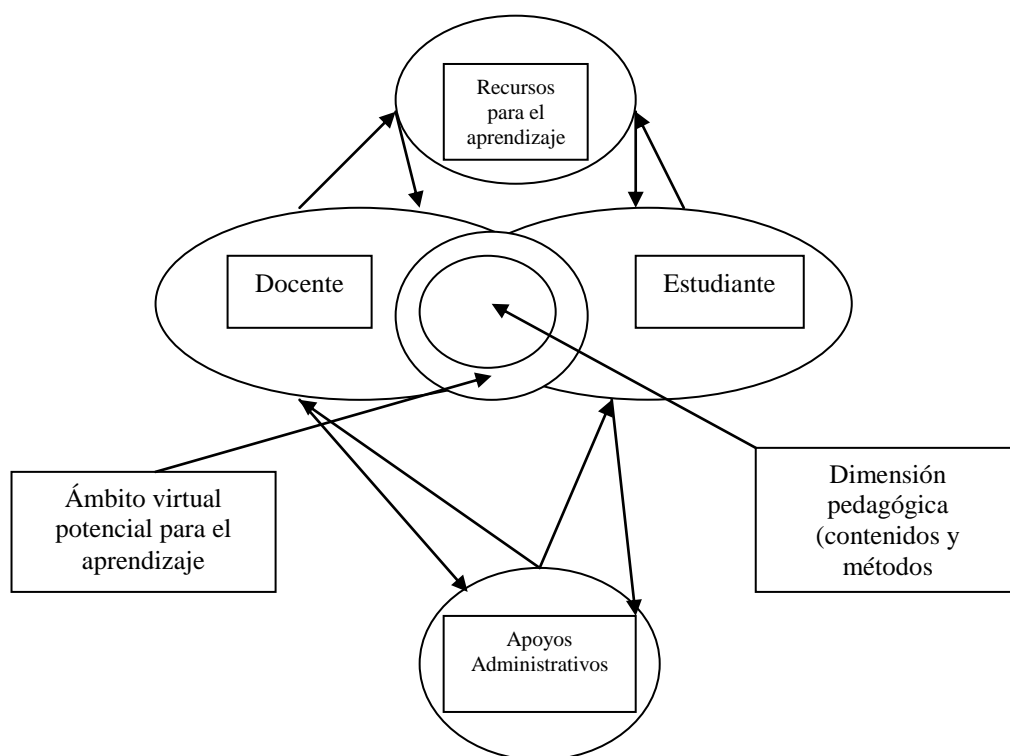 Recursos
para el
aprendizaje
Docente
Estudiante
Ámbito virtual
potencial para el
aprendizaje
Dimensión
pedagógica
(contenidos y
métodos
Apoyos
Administrativos